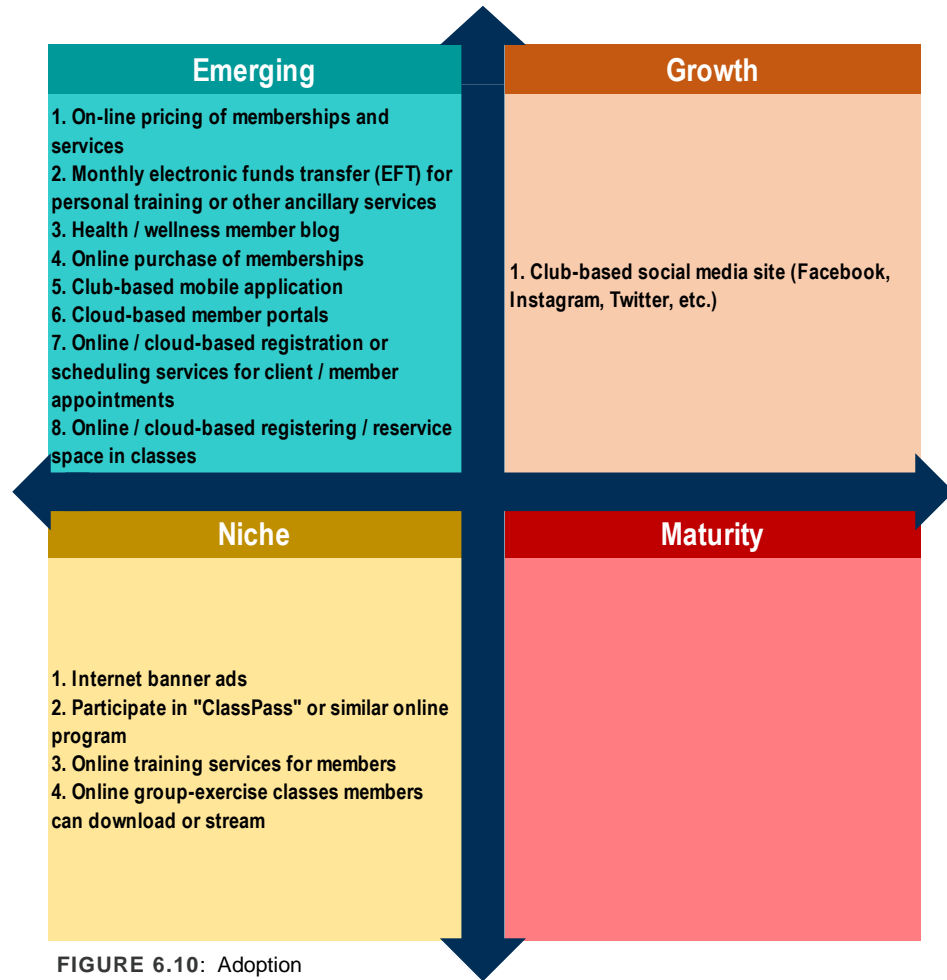 Emerging
1. On-line pricing of memberships and
services
2. Monthly electronic funds transfer (EFT) for
personal training or other ancillary services
3. Health / wellness member blog
4. Online purchase of memberships
5. Club-based mobile application
6. Cloud-based member portals
7. Online / cloud-based registration or
scheduling services for client / member
appointments
8. Online / cloud-based registering / reservice
space in classes
Growth
1. Club-based social media site (Facebook,
Instagram, Twitter, etc.)
Niche
1. Internet banner ads
2. Participate in "ClassPass" or similar online
program
3. Online training services for members
4. Online group-exercise classes members
can download or stream
Maturity
FIGURE 6.10: Adoption